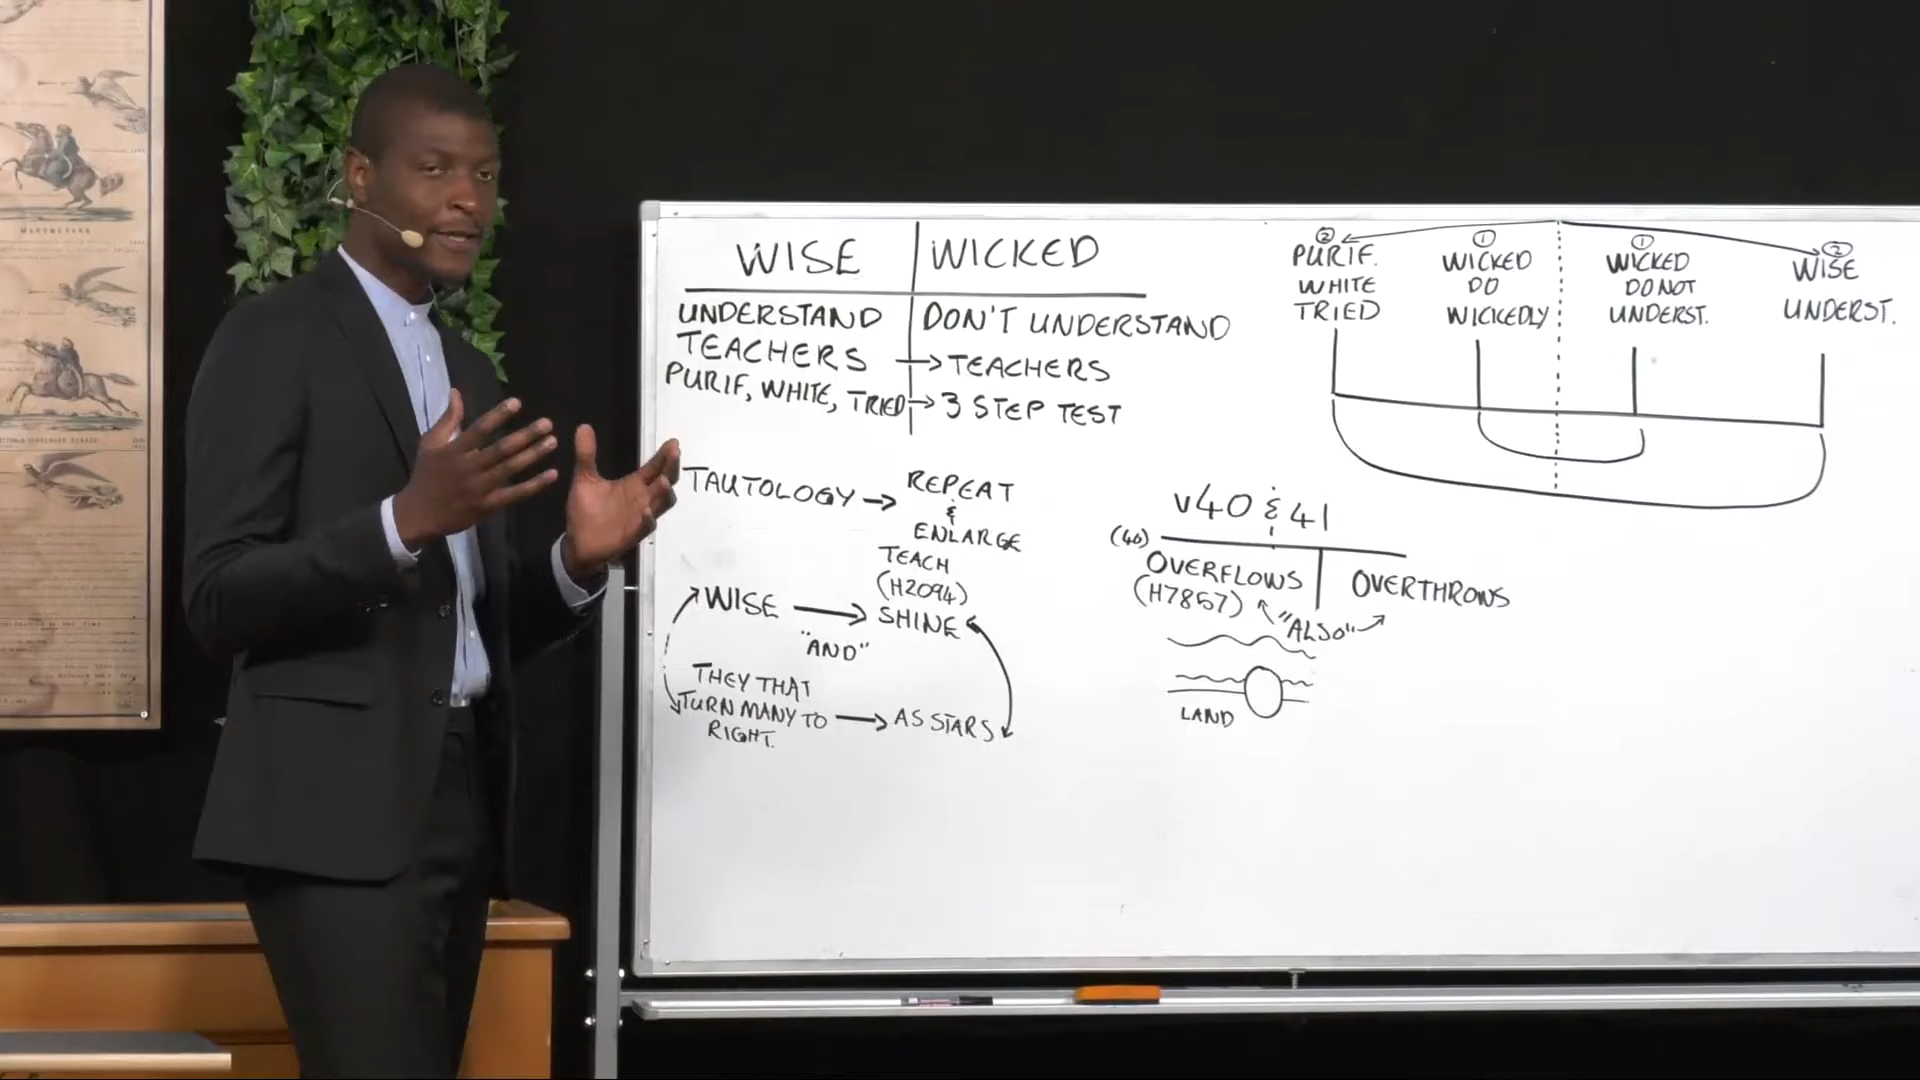 WISE
WICKED
UNDERSTAND
DON'T UNDERSTAND
TEACHERS
→ TEACHERS
PURIF, WHITE, TRIED
→ 3 STEP TEST
TAUTOLOGY → REPEAT
&
ENLARGE
TEACH
(H2094)
WISE → SHINE
"AND"
THEY THAT
TURN MANY TO → AS STARS
RIGHT.
② PURIF.
WHITE
TRIED
① WICKED
DO
WICKEDLY
① WICKED
DO NOT
UNDERST.
② WISE
UNDERST.
v40 & 41
(40)
OVERFLOWS
(H7857)
OVERTHROWS
"ALSO"
LAND